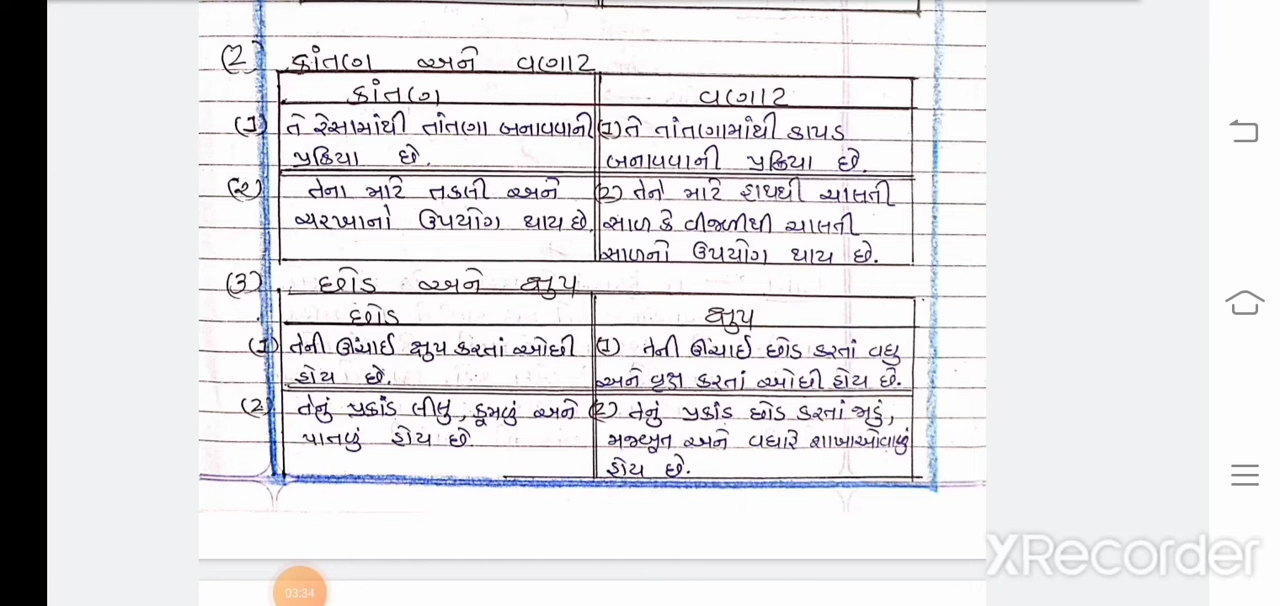 (2) કાંતણ અને વણાટ
કાંતણ વણાટ
(1) તે રેસામાંથી તાંતણા બનાવવાની
પ્રક્રિયા છે.
(1) તે તાંતણામાંથી કાપડ
બનાવવાની પ્રક્રિયા છે.
(2) તેના માટે તકલી અને
ચરખાનો ઉપયોગ થાય છે.
(2) તેના માટે હાથથી ચાલતી
સાળ કે વીજળીથી ચાલતી
સાળનો ઉપયોગ થાય છે.
(3) છોડ અને ક્ષુપ
છોડ ક્ષુપ
(1) તેની ઊંચાઈ ક્ષુપ કરતાં ઓછી
હોય છે.
(1) તેની ઊંચાઈ છોડ કરતાં વધુ
અને વૃક્ષ કરતાં ઓછી હોય છે.
(2) તેનું પ્રકાંડ લીલુ, કૂમળું અને
પાતળું હોય છે.
(2) તેનું પ્રકાંડ છોડ કરતાં જાડું,
મજબૂત અને વધારે શાખાઓવાળું
હોય છે.
XRecorder
03:34